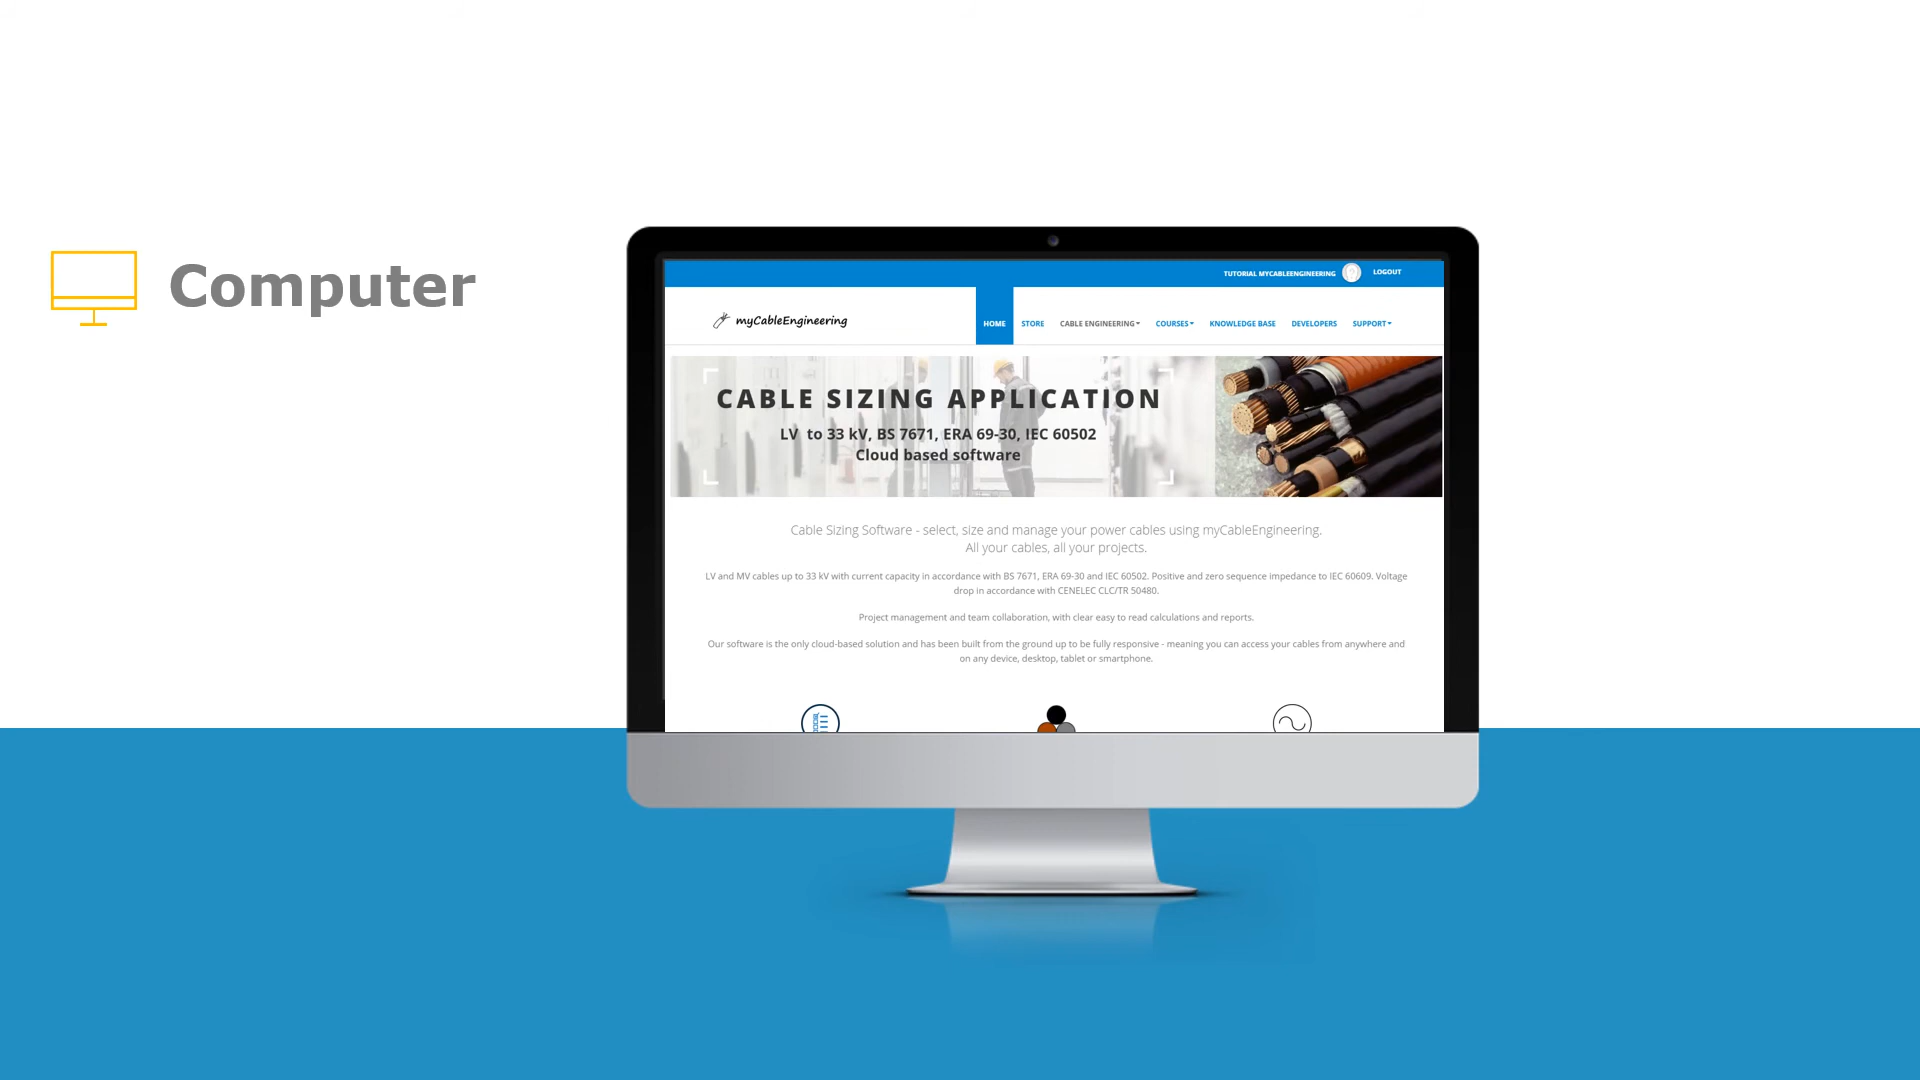 Computer
TUTORIAL MYCABLEENGINEERING LOGOUT
myCableEngineering
HOME STORE CABLE ENGINEERING COURSES KNOWLEDGE BASE DEVELOPERS SUPPORT
CABLE SIZING APPLICATION
LV to 33 kV, BS 7671, ERA 69-30, IEC 60502
Cloud based software
Cable Sizing Software - select, size and manage your power cables using myCableEngineering.
All your cables, all your projects.
LV and MV cables up to 33 kV with current capacity in accordance with BS 7671, ERA 69-30 and IEC 60502. Positive and zero sequence impedance to IEC 60609. Voltage
drop in accordance with CENELEC CLC/TR 50480.
Project management and team collaboration, with clear easy to read calculations and reports.
Our software is the only cloud-based solution and has been built from the ground up to be fully responsive - meaning you can access your cables from anywhere and
on any device, desktop, tablet or smartphone.